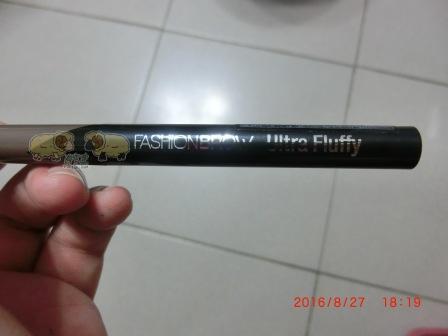 FASHIONBROW Ultra Fluffy
2016/8/27 18:19